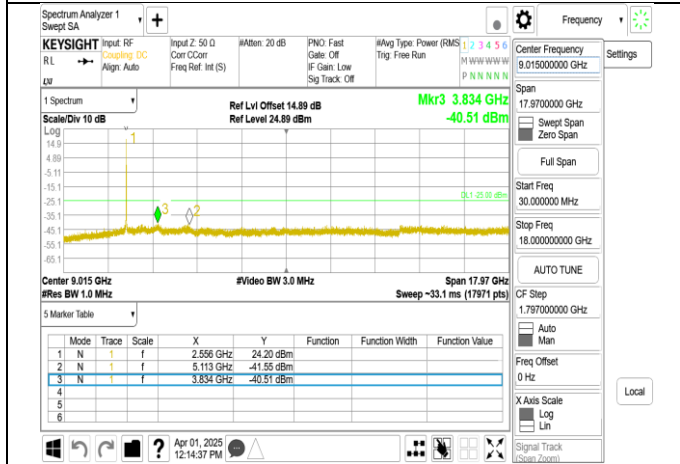 Spectrum Analyzer 1
Swept SA
Frequency
KEYSIGHT
Input: RF
Coupling: DC
Align: Auto
Input Z: 50 Ω
Corr CCorr
Freq Ref: Int (S)
#Atten: 20 dB
PNO: Fast
Gate: Off
IF Gain: Low
Sig Track: Off
#Avg Type: Power (RMS)
Trig: Free Run
1 2 3 4 5 6
M W W W W W
P N N N N N
R L
LXI
Settings
Center Frequency
9.015000000 GHz
Span
17.9700000 GHz
Swept Span
Zero Span
Full Span
Start Freq
30.000000 MHz
Stop Freq
18.000000000 GHz
AUTO TUNE
CF Step
1.797000000 GHz
Auto
Man
Freq Offset
0 Hz
X Axis Scale
Log
Lin
Signal Track
(Span Zoom)
Local
1 Spectrum
Scale/Div 10 dB
Ref Lvl Offset 14.89 dB
Ref Level 24.89 dBm
Mkr3 3.834 GHz
-40.51 dBm
Log
14.9
4.89
-5.11
-15.1
-25.1
-35.1
-45.1
-55.1
-65.1
1
2
3
DL1 -25.00 dBm
Center 9.015 GHz
#Res BW 1.0 MHz
#Video BW 3.0 MHz
Span 17.97 GHz
Sweep ~33.1 ms (17971 pts)
5 Marker Table
Mode Trace Scale X Y Function Function Width Function Value
1 N 1 f 2.556 GHz 24.20 dBm
2 N 1 f 5.113 GHz -41.55 dBm
3 N 1 f 3.834 GHz -40.51 dBm
4
5
6
?
Apr 01, 2025
12:14:37 PM